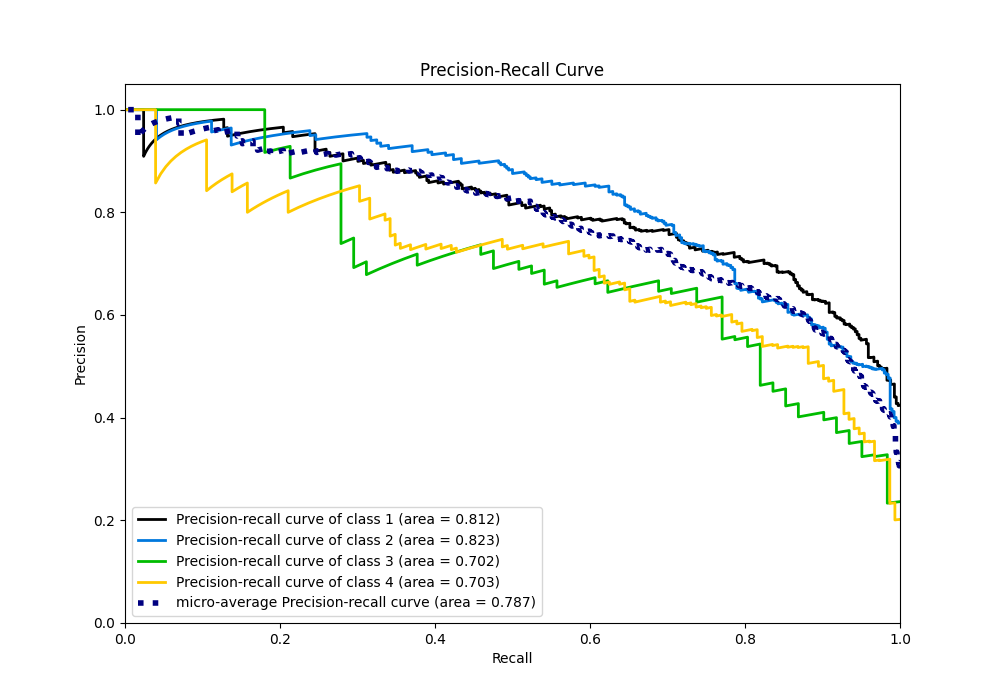 Precision-Recall Curve
1.0
0.8
0.6
0.4
0.2
0.0
Precision
Precision-recall curve of class 1 (area = 0.812)
Precision-recall curve of class 2 (area = 0.823)
Precision-recall curve of class 3 (area = 0.702)
Precision-recall curve of class 4 (area = 0.703)
micro-average Precision-recall curve (area = 0.787)
0.0 0.2 0.4 0.6 0.8 1.0
Recall